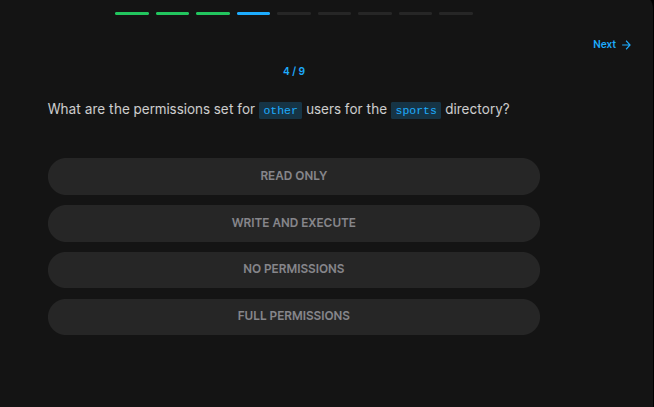 Next →
4 / 9
What are the permissions set for other users for the sports directory?
READ ONLY
WRITE AND EXECUTE
NO PERMISSIONS
FULL PERMISSIONS